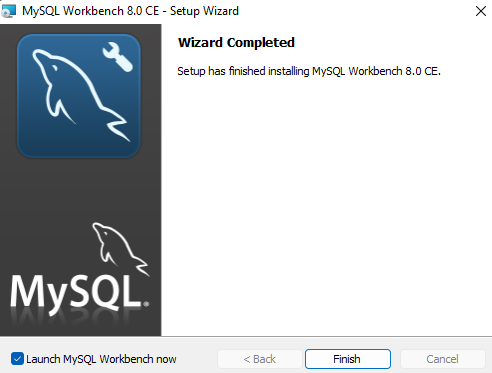 MySQL Workbench 8.0 CE - Setup Wizard
Wizard Completed
Setup has finished installing MySQL Workbench 8.0 CE.
MySQL®
Launch MySQL Workbench now
< Back
Finish
Cancel